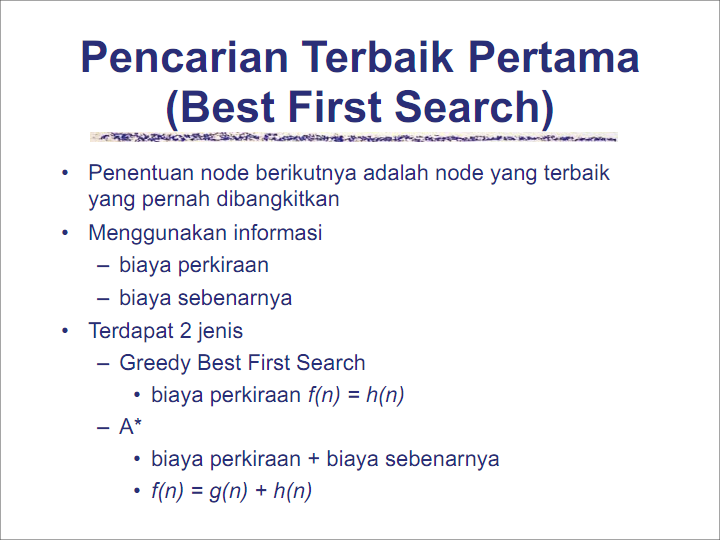 Pencarian Terbaik Pertama
(Best First Search)
• Penentuan node berikutnya adalah node yang terbaik
yang pernah dibangkitkan
• Menggunakan informasi
– biaya perkiraan
– biaya sebenarnya
• Terdapat 2 jenis
– Greedy Best First Search
• biaya perkiraan f(n) = h(n)
– A*
• biaya perkiraan + biaya sebenarnya
• f(n) = g(n) + h(n)